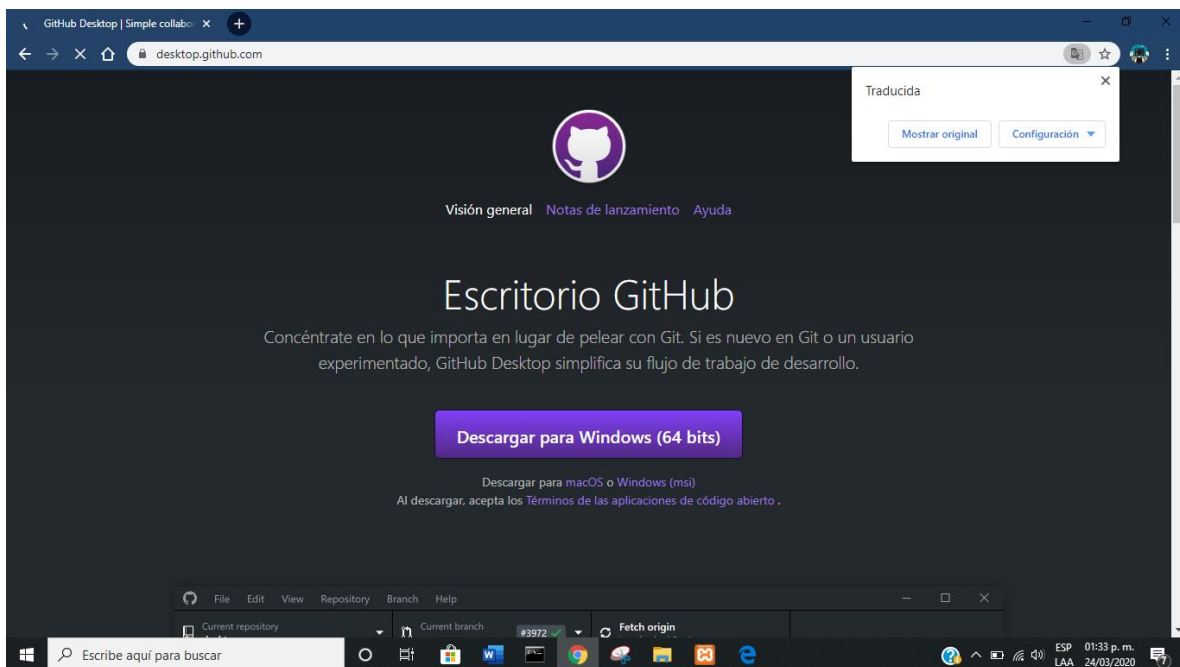 GitHub Desktop | Simple collabo
desktop.github.com
Traducida
Mostrar original Configuración
Visión general Notas de lanzamiento Ayuda
Escritorio GitHub
Concéntrate en lo que importa en lugar de pelear con Git. Si es nuevo en Git o un usuario
experimentado, GitHub Desktop simplifica su flujo de trabajo de desarrollo.
Descargar para Windows (64 bits)
Descargar para macOS o Windows (msi)
Al descargar, acepta los Términos de las aplicaciones de código abierto .
File Edit View Repository Branch Help
Current repository Current branch #3972 Fetch origin
Escribe aquí para buscar
ESP 01:33 p. m.
LAA 24/03/2020